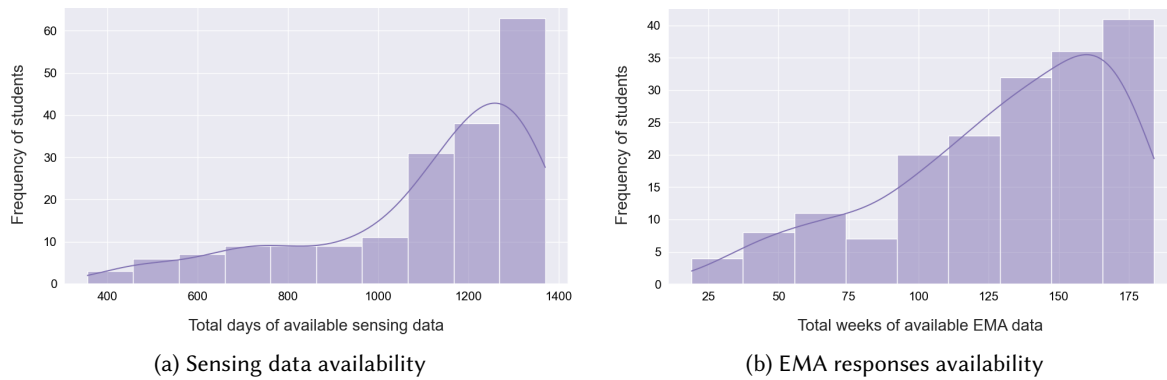 60
50
40
30
20
10
0
Frequency of students
400 600 800 1000 1200 1400
Total days of available sensing data
(a) Sensing data availability
40
35
30
25
20
15
10
5
0
Frequency of students
25 50 75 100 125 150 175
Total weeks of available EMA data
(b) EMA responses availability